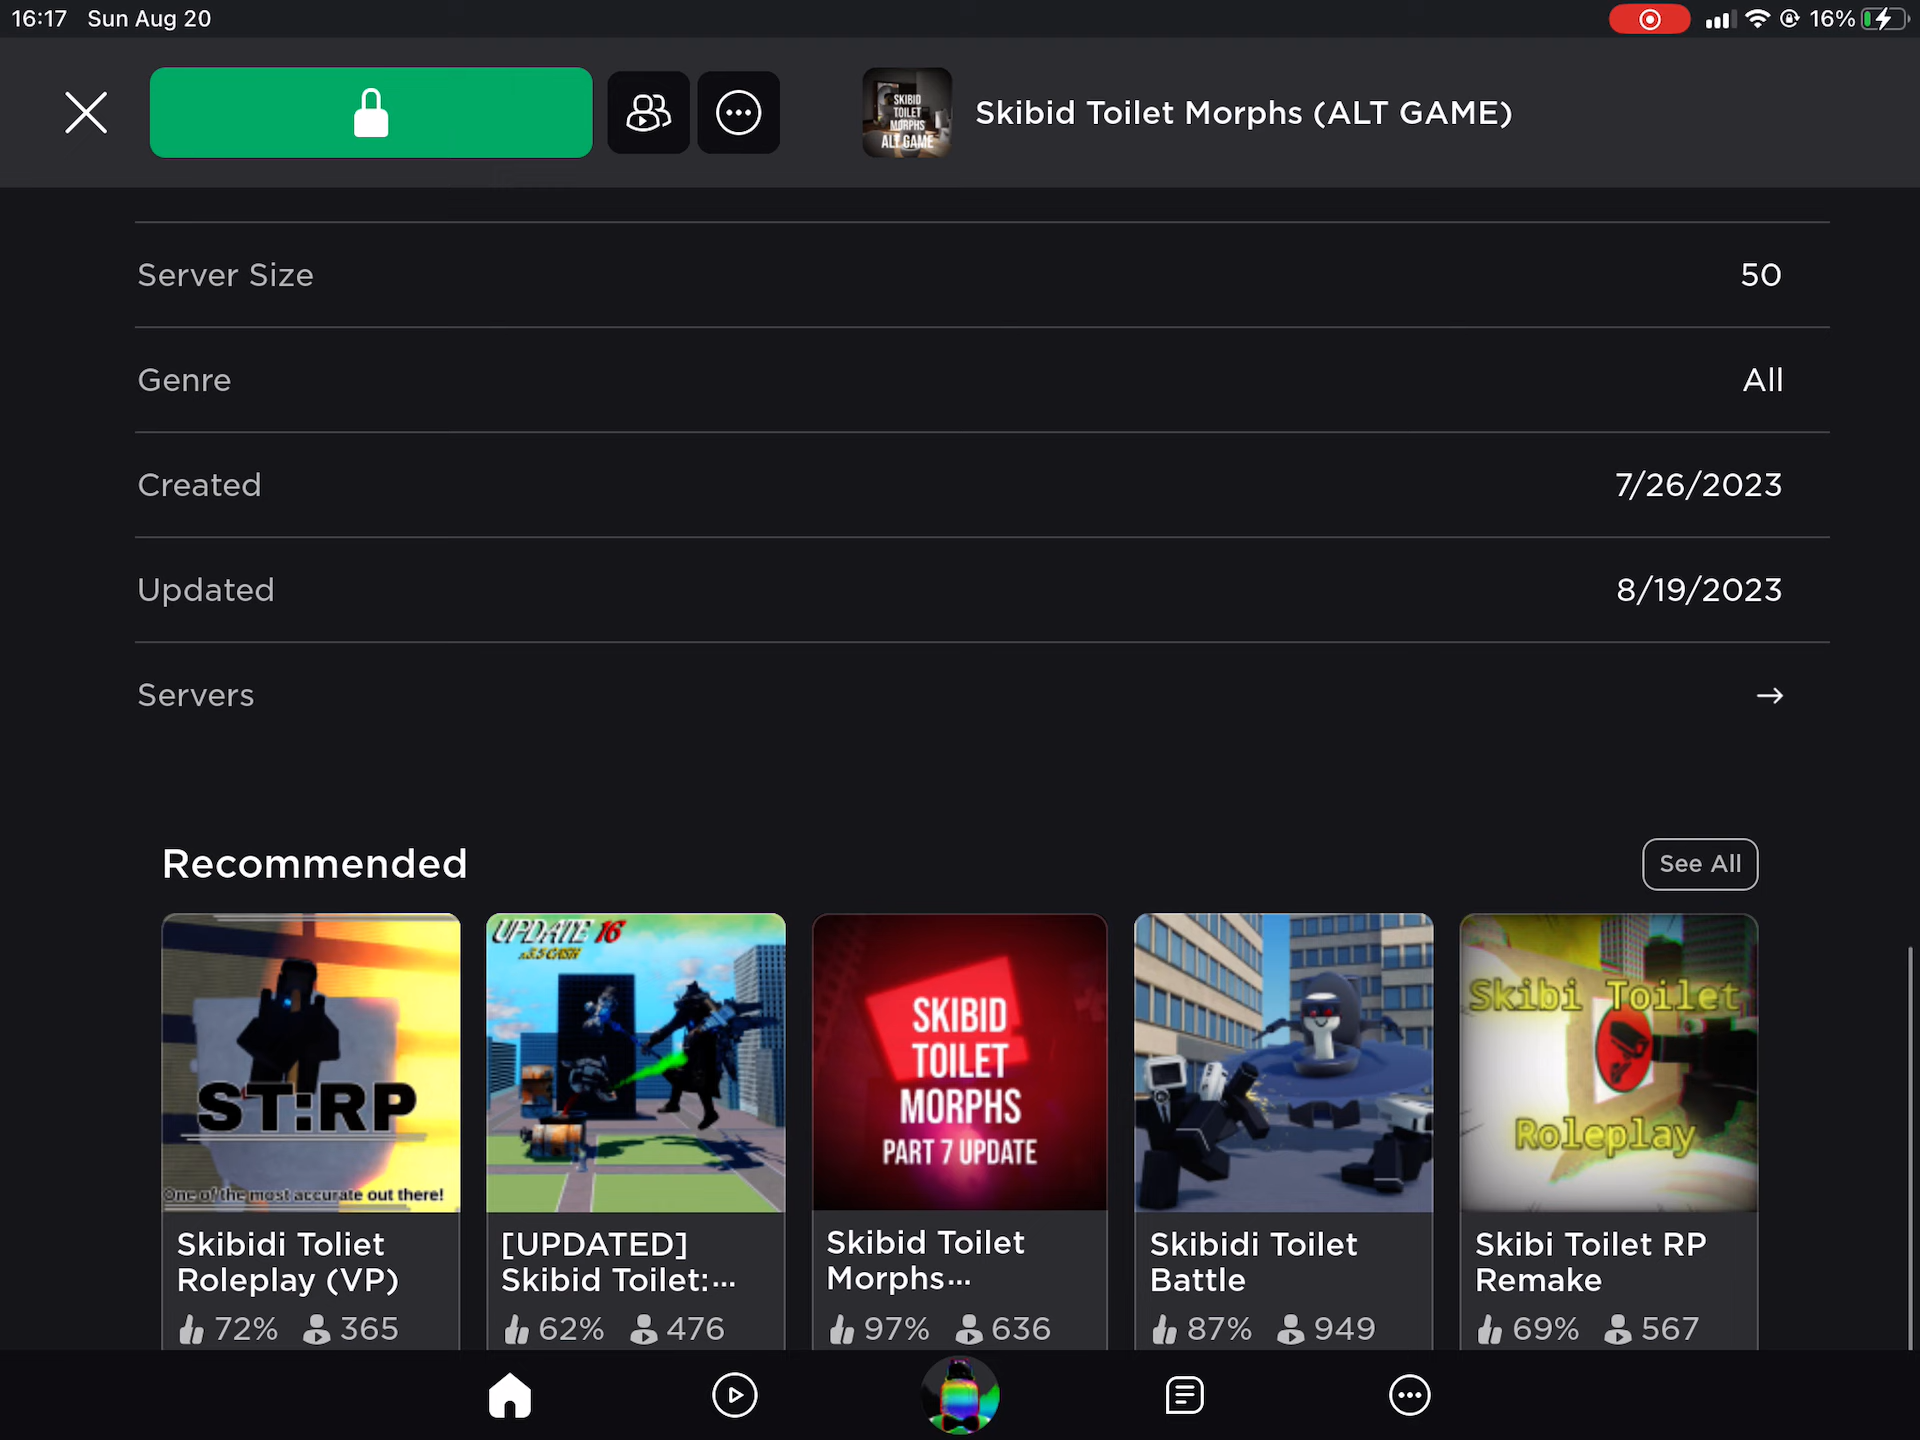 16:17 Sun Aug 20
16%
SKIBID
TOILET
MORPHS
ALT GAME
Skibid Toilet Morphs (ALT GAME)
Server Size 50
Genre All
Created 7/26/2023
Updated 8/19/2023
Servers →
Recommended See All
ST:RP
One of the most accurate out there!
Skibidi Toliet
Roleplay (VP)
72% 365
UPDATE 16
x3.5 CASH
[UPDATED]
Skibid Toilet:...
62% 476
SKIBID
TOILET
MORPHS
PART 7 UPDATE
Skibid Toilet
Morphs...
97% 636
Skibidi Toilet
Battle
87% 949
Skibi Toilet
Roleplay
Skibi Toilet RP
Remake
69% 567